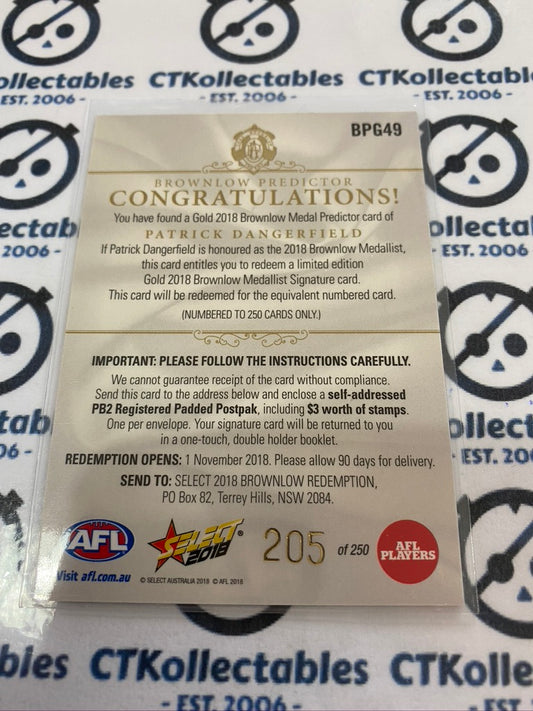 CTKollectables CTKollectables
- EST. 2006 - - EST. 2006 -
BPG49
BROWNLOW PREDICTOR
CONGRATULATIONS!
You have found a Gold 2018 Brownlow Medal Predictor card of
PATRICK DANGERFIELD
If Patrick Dangerfield is honoured as the 2018 Brownlow Medallist,
this card entitles you to redeem a limited edition
Gold 2018 Brownlow Medallist Signature card.
This card will be redeemed for the equivalent numbered card.
(NUMBERED TO 250 CARDS ONLY.)
IMPORTANT: PLEASE FOLLOW THE INSTRUCTIONS CAREFULLY.
We cannot guarantee receipt of the card without compliance.
Send this card to the address below and enclose a self-addressed
PB2 Registered Padded Postpak, including $3 worth of stamps.
One per envelope. Your signature card will be returned to you
in a one-touch, double holder booklet.
REDEMPTION OPENS: 1 November 2018. Please allow 90 days for delivery.
SEND TO: SELECT 2018 BROWNLOW REDEMPTION,
PO Box 82, Terrey Hills, NSW 2084.
AFL
Visit afl.com.au
SELECT
2018
®
© SELECT AUSTRALIA 2018 © AFL 2018
205 of 250
AFL
PLAYERS
CTKollectables
- EST. 2006 -